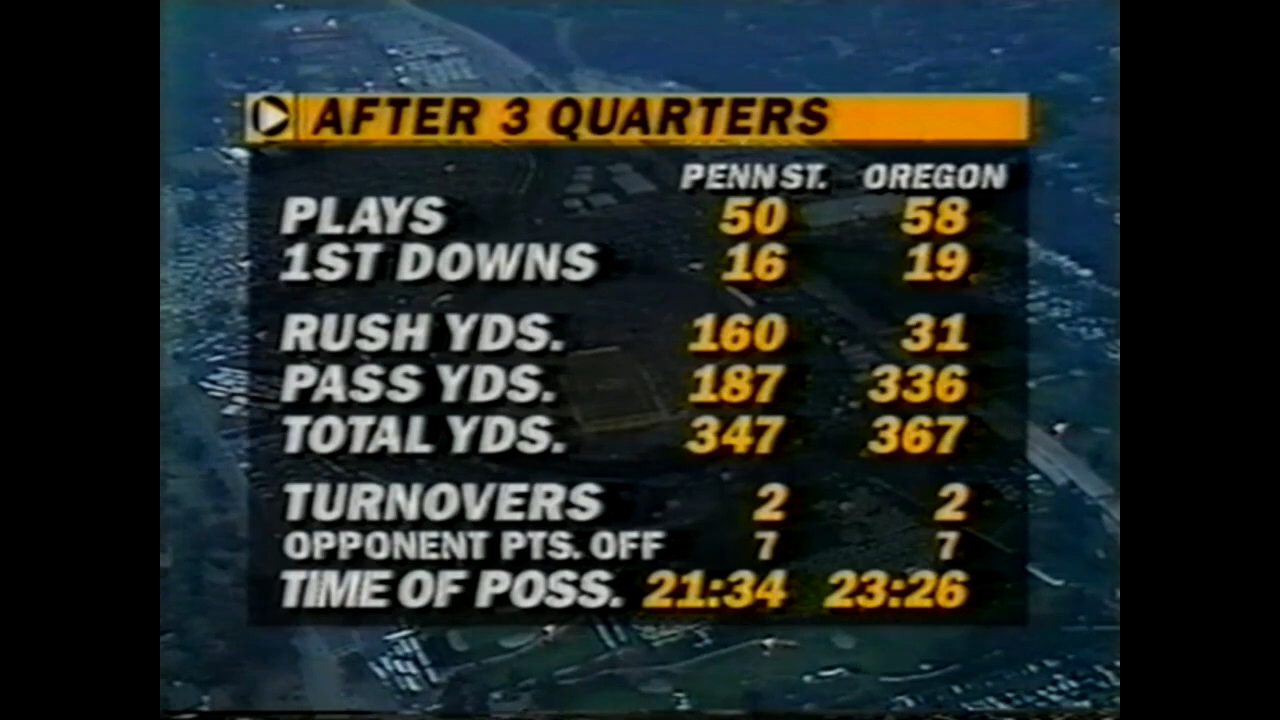 AFTER 3 QUARTERS
PENN ST. OREGON
PLAYS 50 58
1ST DOWNS 16 19
RUSH YDS. 160 31
PASS YDS. 187 336
TOTAL YDS. 347 367
TURNOVERS 2 2
OPPONENT PTS. OFF 7 7
TIME OF POSS. 21:34 23:26